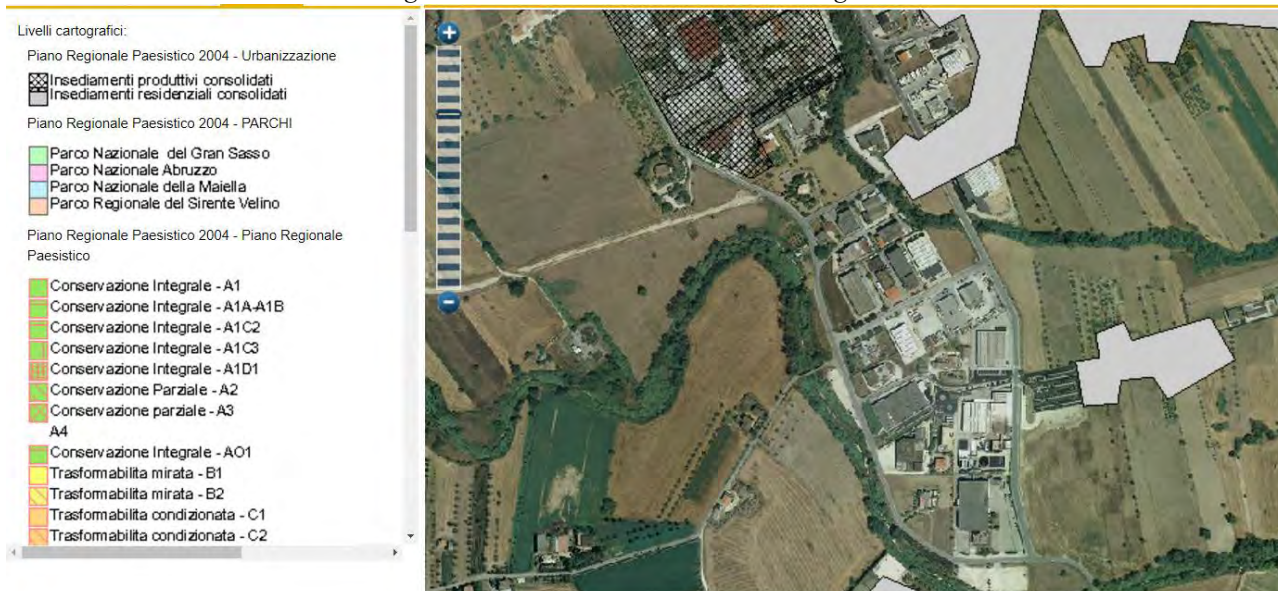 Livelli cartografici:
Piano Regionale Paesistico 2004 - Urbanizzazione
Insediamenti produttivi consolidati
Insediamenti residenziali consolidati
Piano Regionale Paesistico 2004 - PARCHI
Parco Nazionale del Gran Sasso
Parco Nazionale Abruzzo
Parco Nazionale della Maiella
Parco Regionale del Sirente Velino
Piano Regionale Paesistico 2004 - Piano Regionale
Paesistico
Conservazione Integrale - A1
Conservazione Integrale - A1A-A1B
Conservazione Integrale - A1C2
Conservazione Integrale - A1C3
Conservazione Integrale - A1D1
Conservazione Parziale - A2
Conservazione parziale - A3
A4
Conservazione Integrale - AO1
Trasformabilita mirata - B1
Trasformabilita mirata - B2
Trasformabilita condizionata - C1
Trasformabilita condizionata - C2